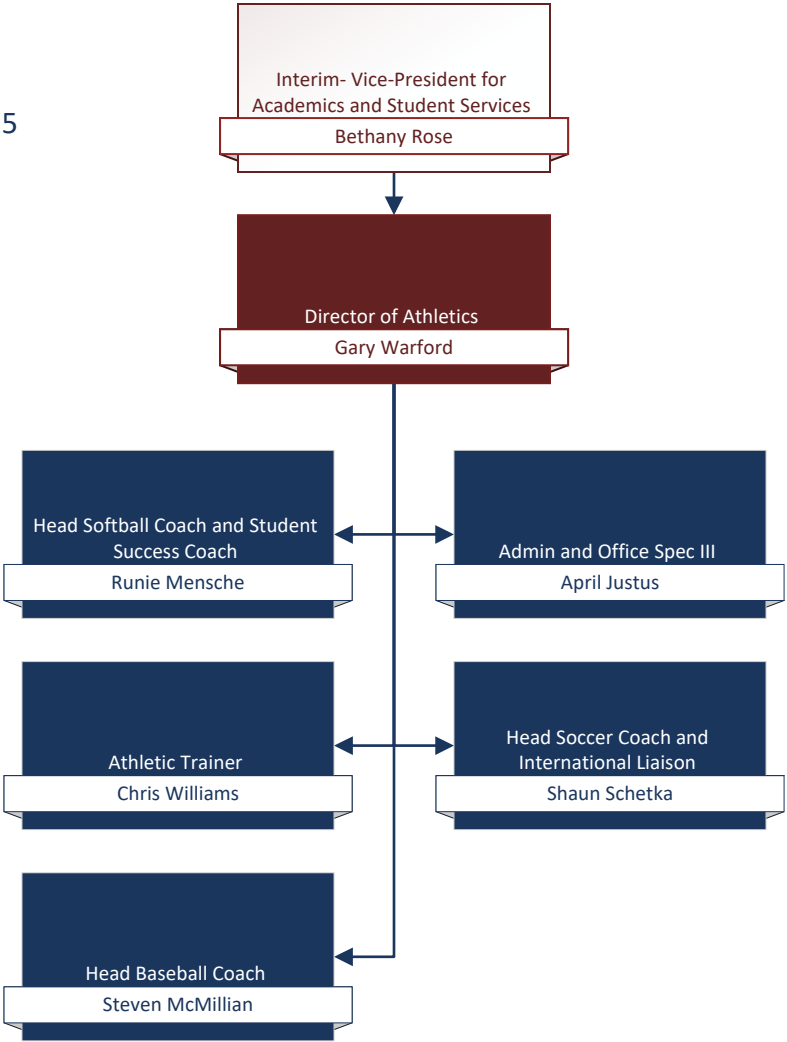 Interim- Vice-President for
Academics and Student Services
5
Bethany Rose
Director of Athletics
Gary Warford
Head Softball Coach and Student
Success Coach
Runie Mensche
Admin and Office Spec III
April Justus
Athletic Trainer
Chris Williams
Head Soccer Coach and
International Liaison
Shaun Schetka
Head Baseball Coach
Steven McMillian